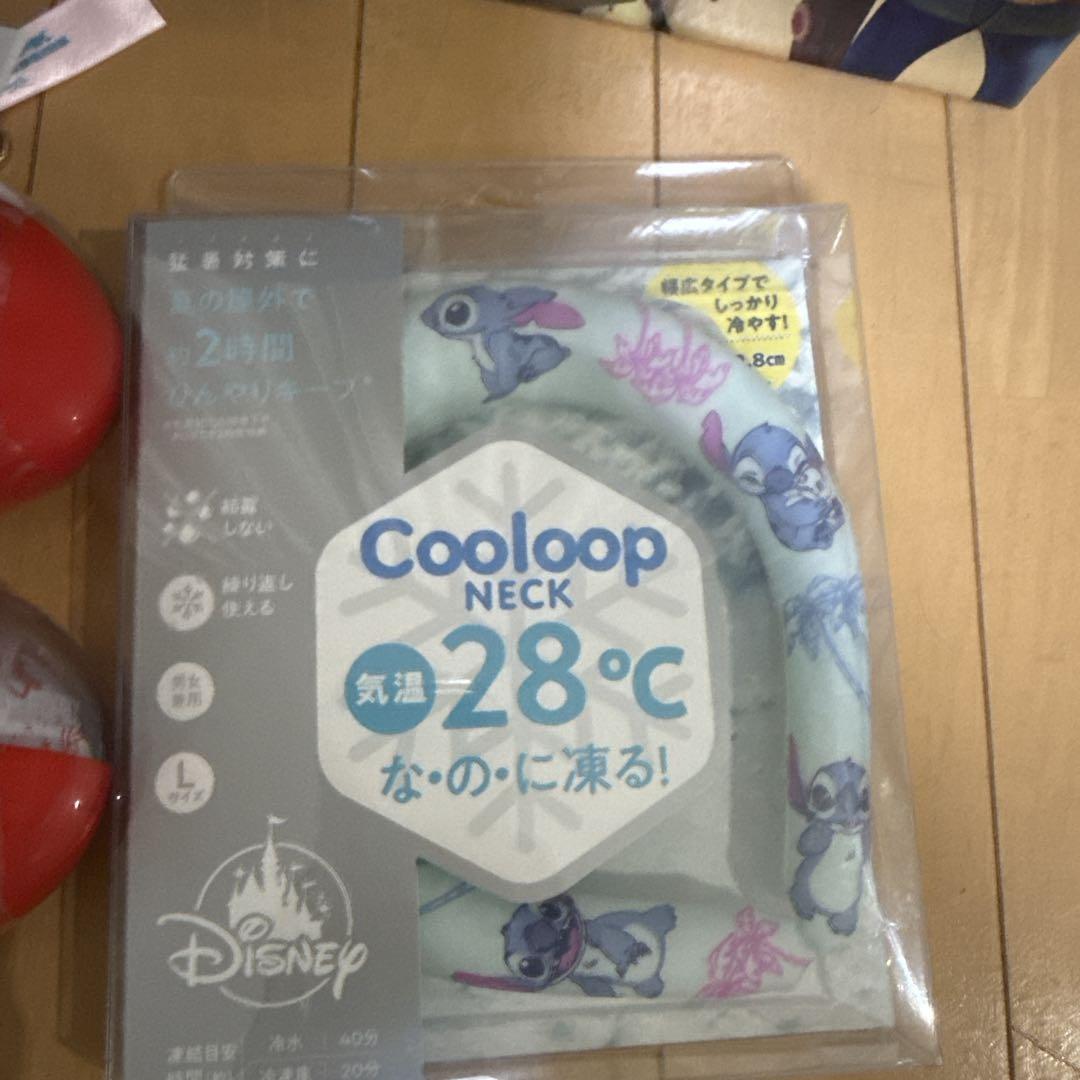 猛暑対策に
夏の屋外で
約2時間
ひんやりキープ*
結露
しない
繰り返し
使える
男女
兼用
L
サイズ
Disney
凍結目安
冷水
40分
冷凍庫
20分
幅広タイプで
しっかり
冷やす!
.8cm
Cooloop
NECK
気温
28℃
な・の・に凍る!